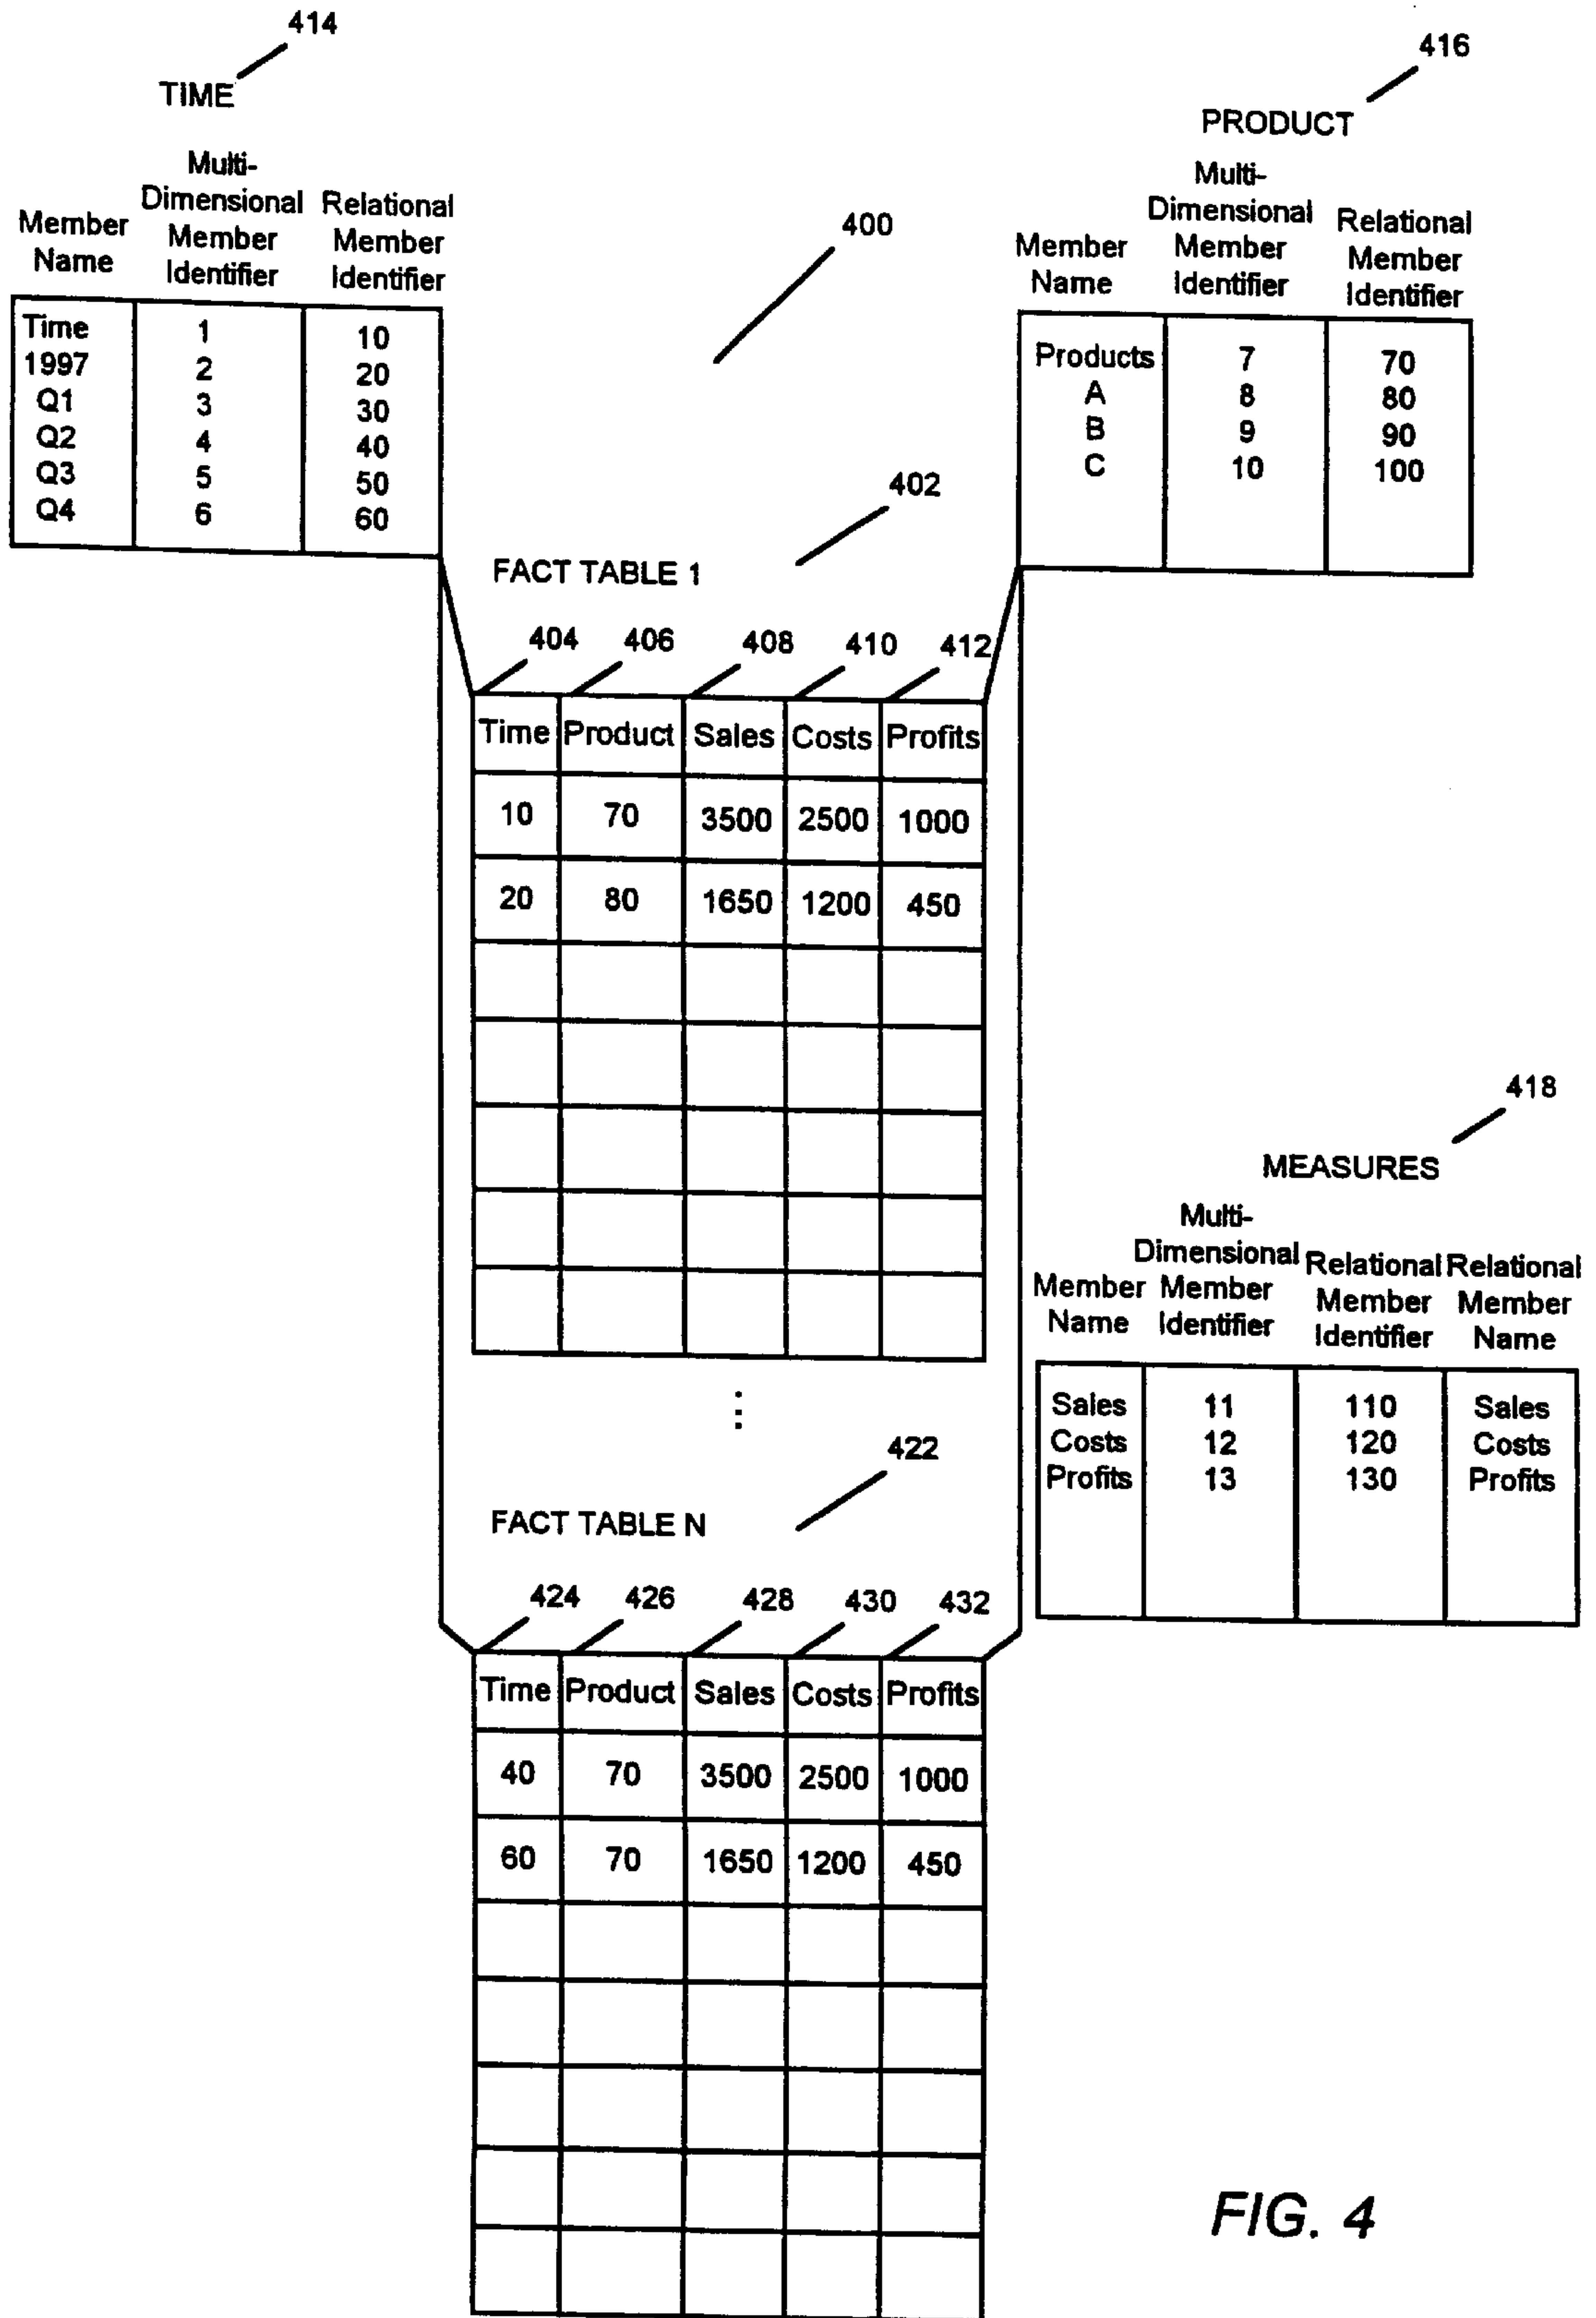 414
TIME
Multi-
Dimensional Relational
Member Member Member
Name Identifier Identifier
Time 1 10
1997 2 20
Q1 3 30
Q2 4 40
Q3 5 50
Q4 6 60
416
PRODUCT
Multi-
Dimensional Relational
Member Member Member
Name Identifier Identifier
Products 7 70
A 8 80
B 9 90
C 10 100
400
402
FACT TABLE 1
404 406 408 410 412
Time Product Sales Costs Profits
10 70 3500 2500 1000
20 80 1650 1200 450
418
MEASURES
Multi-
Dimensional Relational Relational
Member Member Member Member
Name Identifier Identifier Name
Sales 11 110 Sales
Costs 12 120 Costs
Profits 13 130 Profits
⋮
422
FACT TABLE N
424 426 428 430 432
Time Product Sales Costs Profits
40 70 3500 2500 1000
60 70 1650 1200 450
FIG. 4